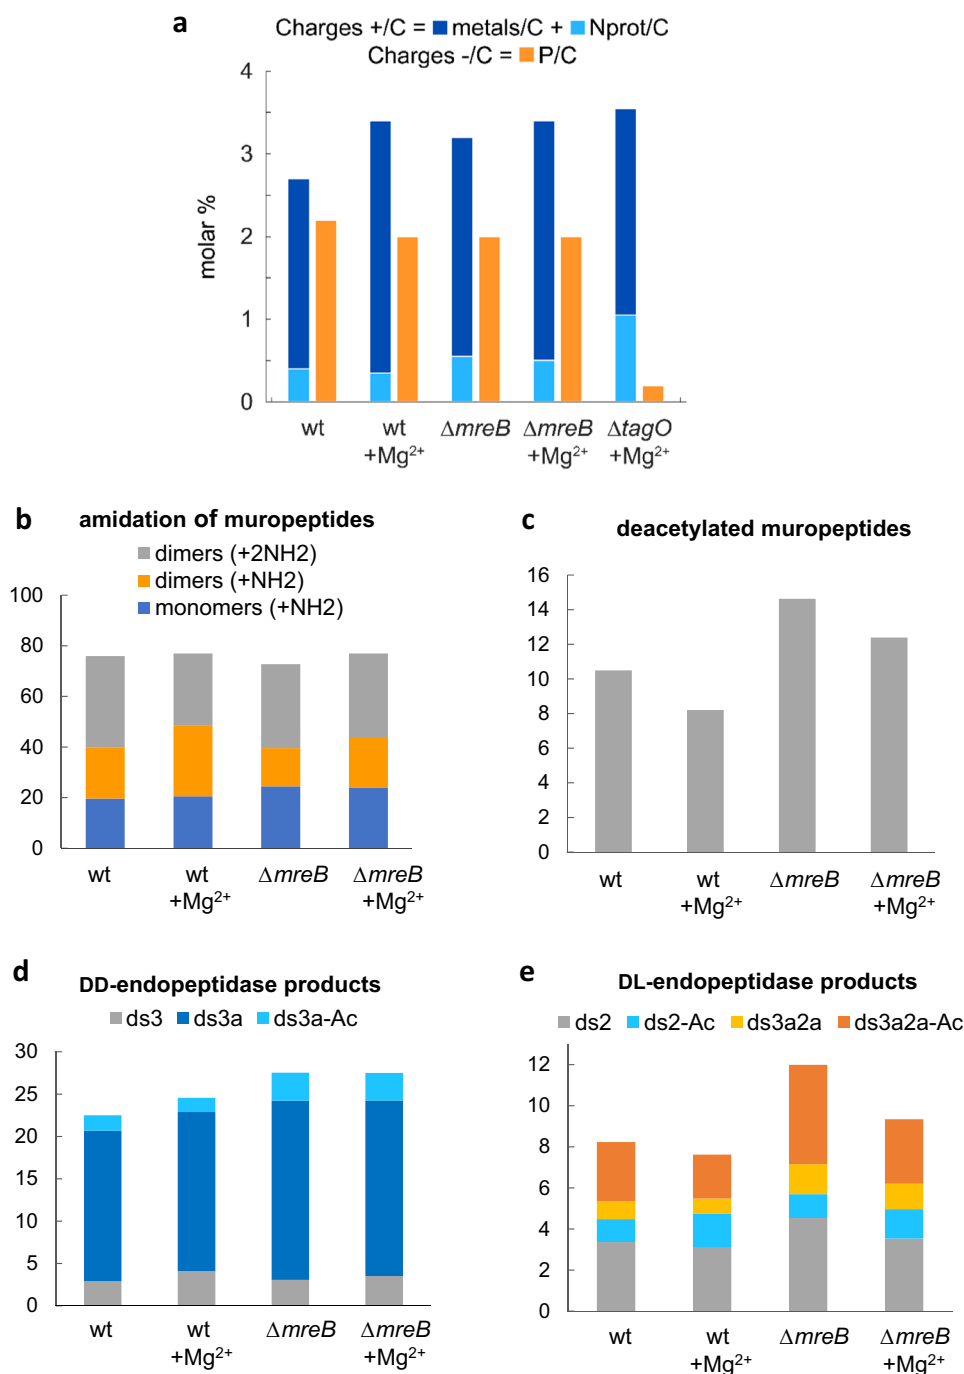 a
Charges +/C = metals/C + Nprot/C
Charges -/C = P/C
4
3
2
1
0
molar %
wt
wt
+Mg²⁺
ΔmreB
ΔmreB
+Mg²⁺
ΔtagO
+Mg²⁺
b
amidation of muropeptides
dimers (+2NH2)
dimers (+NH2)
monomers (+NH2)
100
80
60
40
20
0
wt
wt
+Mg²⁺
ΔmreB
ΔmreB
+Mg²⁺
c
deacetylated muropeptides
16
14
12
10
8
6
4
2
0
wt
wt
+Mg²⁺
ΔmreB
ΔmreB
+Mg²⁺
d
DD-endopeptidase products
ds3 ds3a ds3a-Ac
30
25
20
15
10
5
0
wt
wt
+Mg²⁺
ΔmreB
ΔmreB
+Mg²⁺
e
DL-endopeptidase products
ds2 ds2-Ac ds3a2a ds3a2a-Ac
12
10
8
6
4
2
0
wt
wt
+Mg²⁺
ΔmreB
ΔmreB
+Mg²⁺